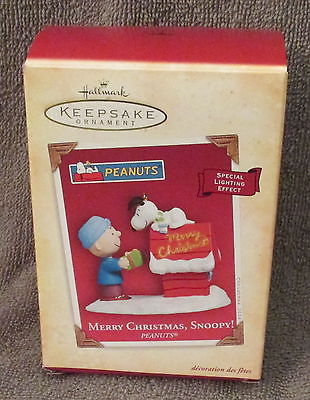 Hallmark
KEEPSAKE
ORNAMENT
PEANUTS
SPECIAL
LIGHTING
EFFECT
Merry
Christmas
MERRY CHRISTMAS, SNOOPY!
PEANUTS®
décoration des fêtes